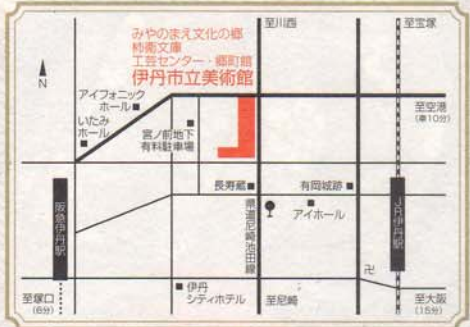 至川西
至宝塚
みやのまえ文化の郷
柿衞文庫
工芸センター・郷町館
伊丹市立美術館
N
アイフォニック
ホール
いたみ
ホール
宮ノ前地下
有料駐車場
至空港
(車10分)
長寿蔵
有岡城跡
アイホール
県道尼崎池田線
阪急伊丹駅
JR伊丹駅
卍
至塚口
(6分)
伊丹
シティホテル
至尼崎
至大阪
(15分)